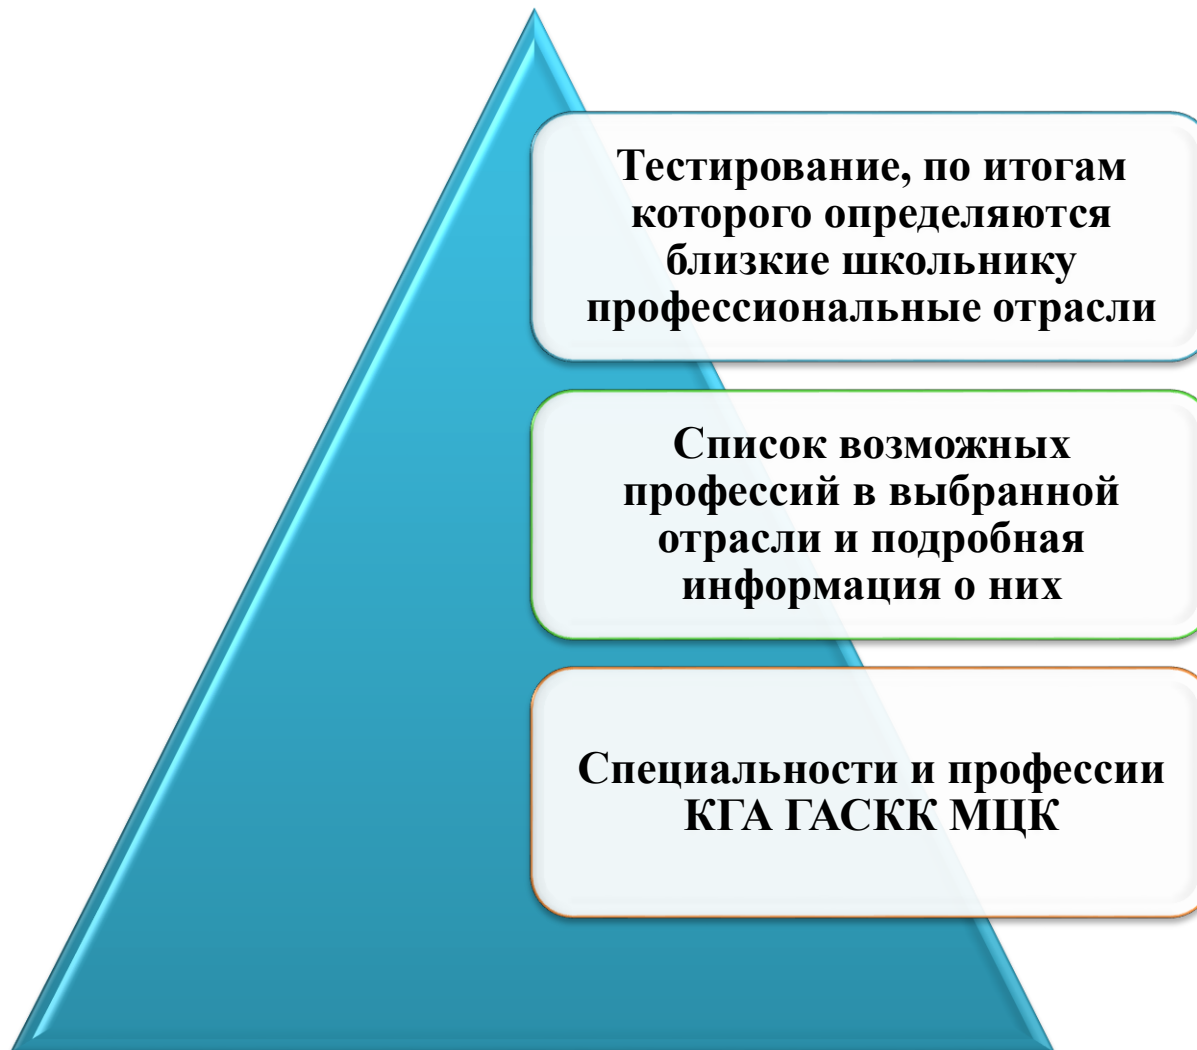 Тестирование, по итогам
которого определяются
близкие школьнику
профессиональные отрасли
Список возможных
профессий в выбранной
отрасли и подробная
информация о них
Специальности и профессии
КГА ГАСКК МЦК